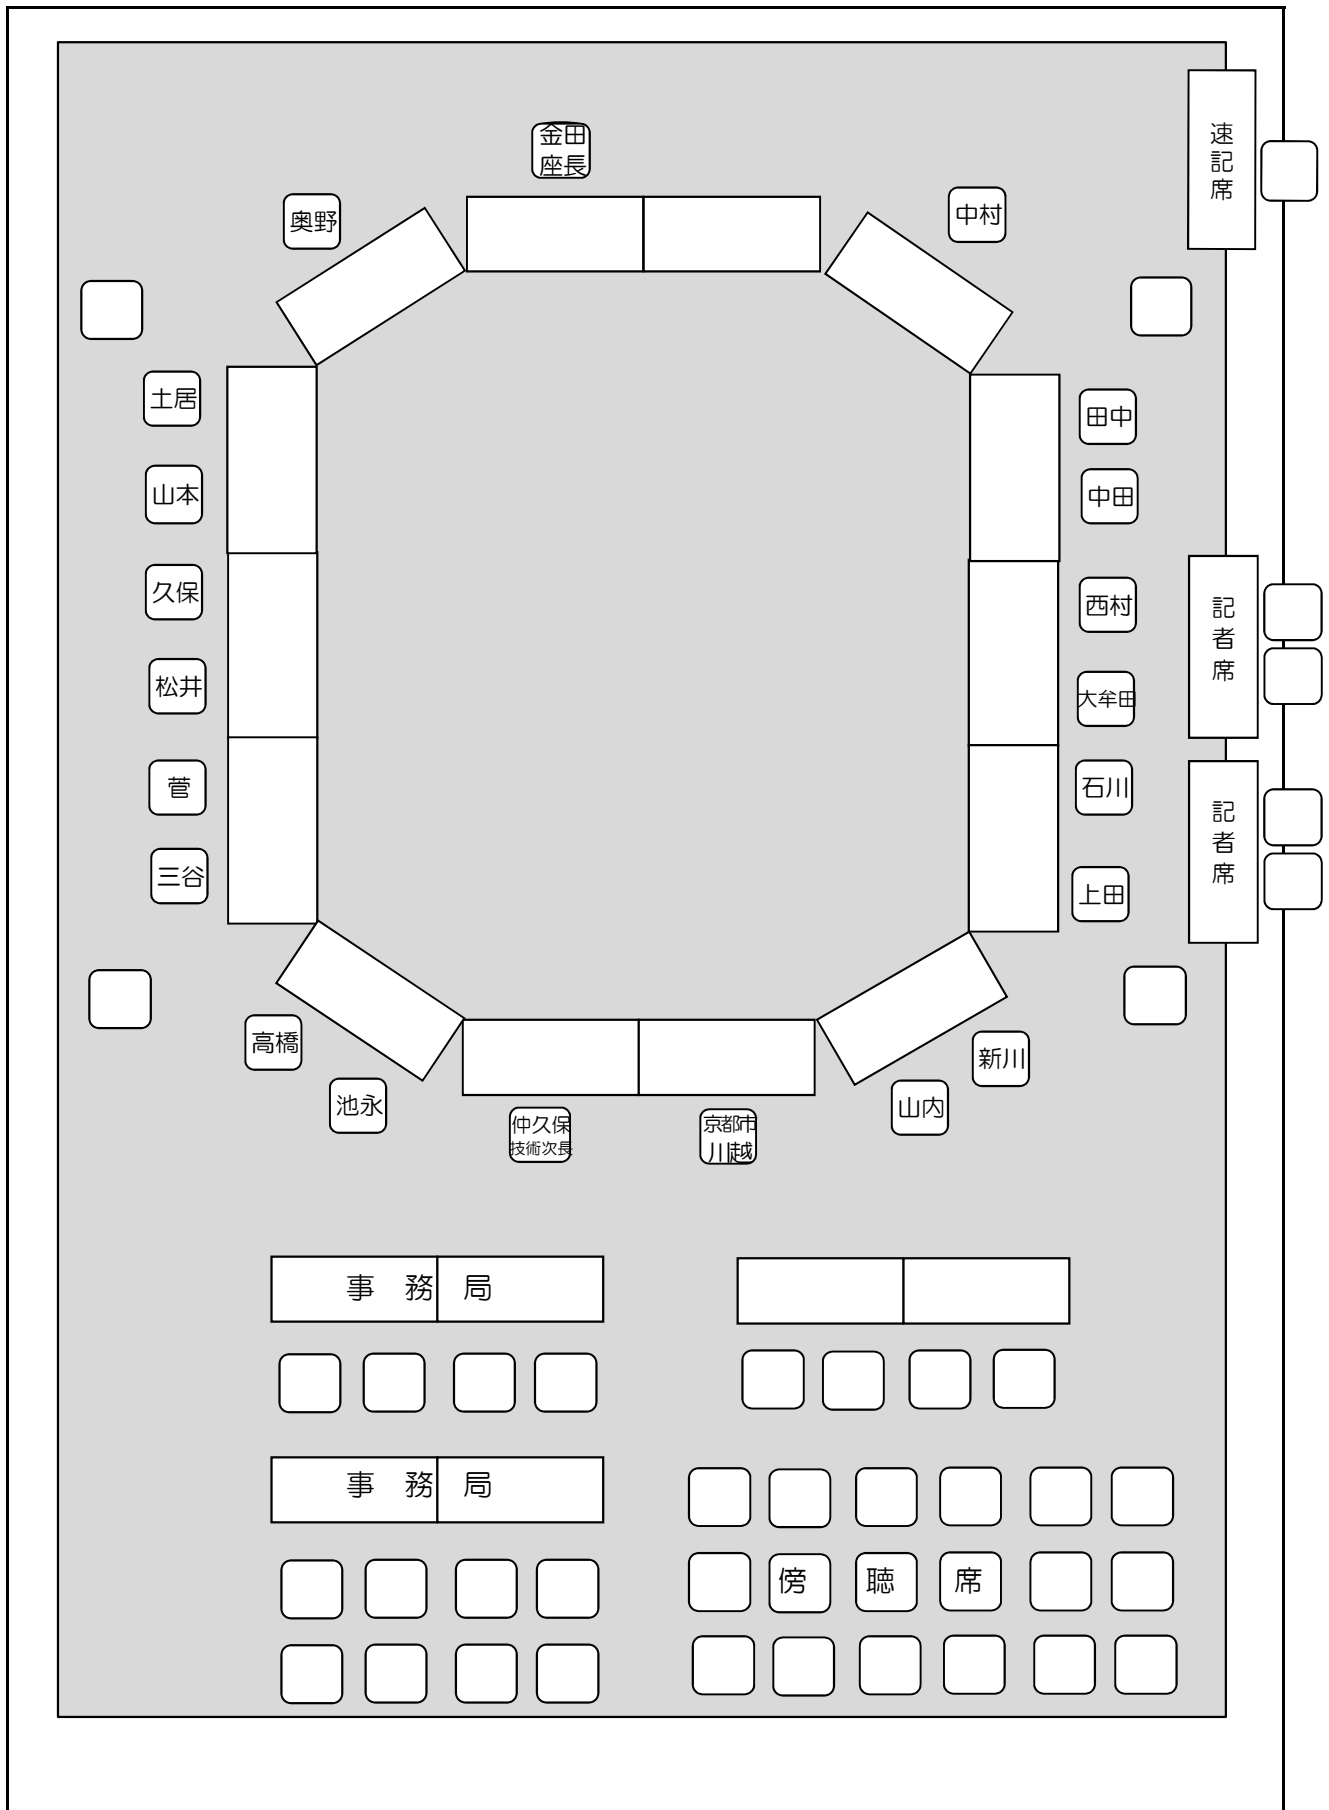 金田
座長
奥野
中村
速記席
土居
田中
山本
中田
久保
西村
記者席
松井
大牟田
菅
石川
記者席
三谷
上田
高橋
新川
池永
山内
仲久保
技術次長
京都市
川越
事 務 局
事 務 局
傍 聴 席